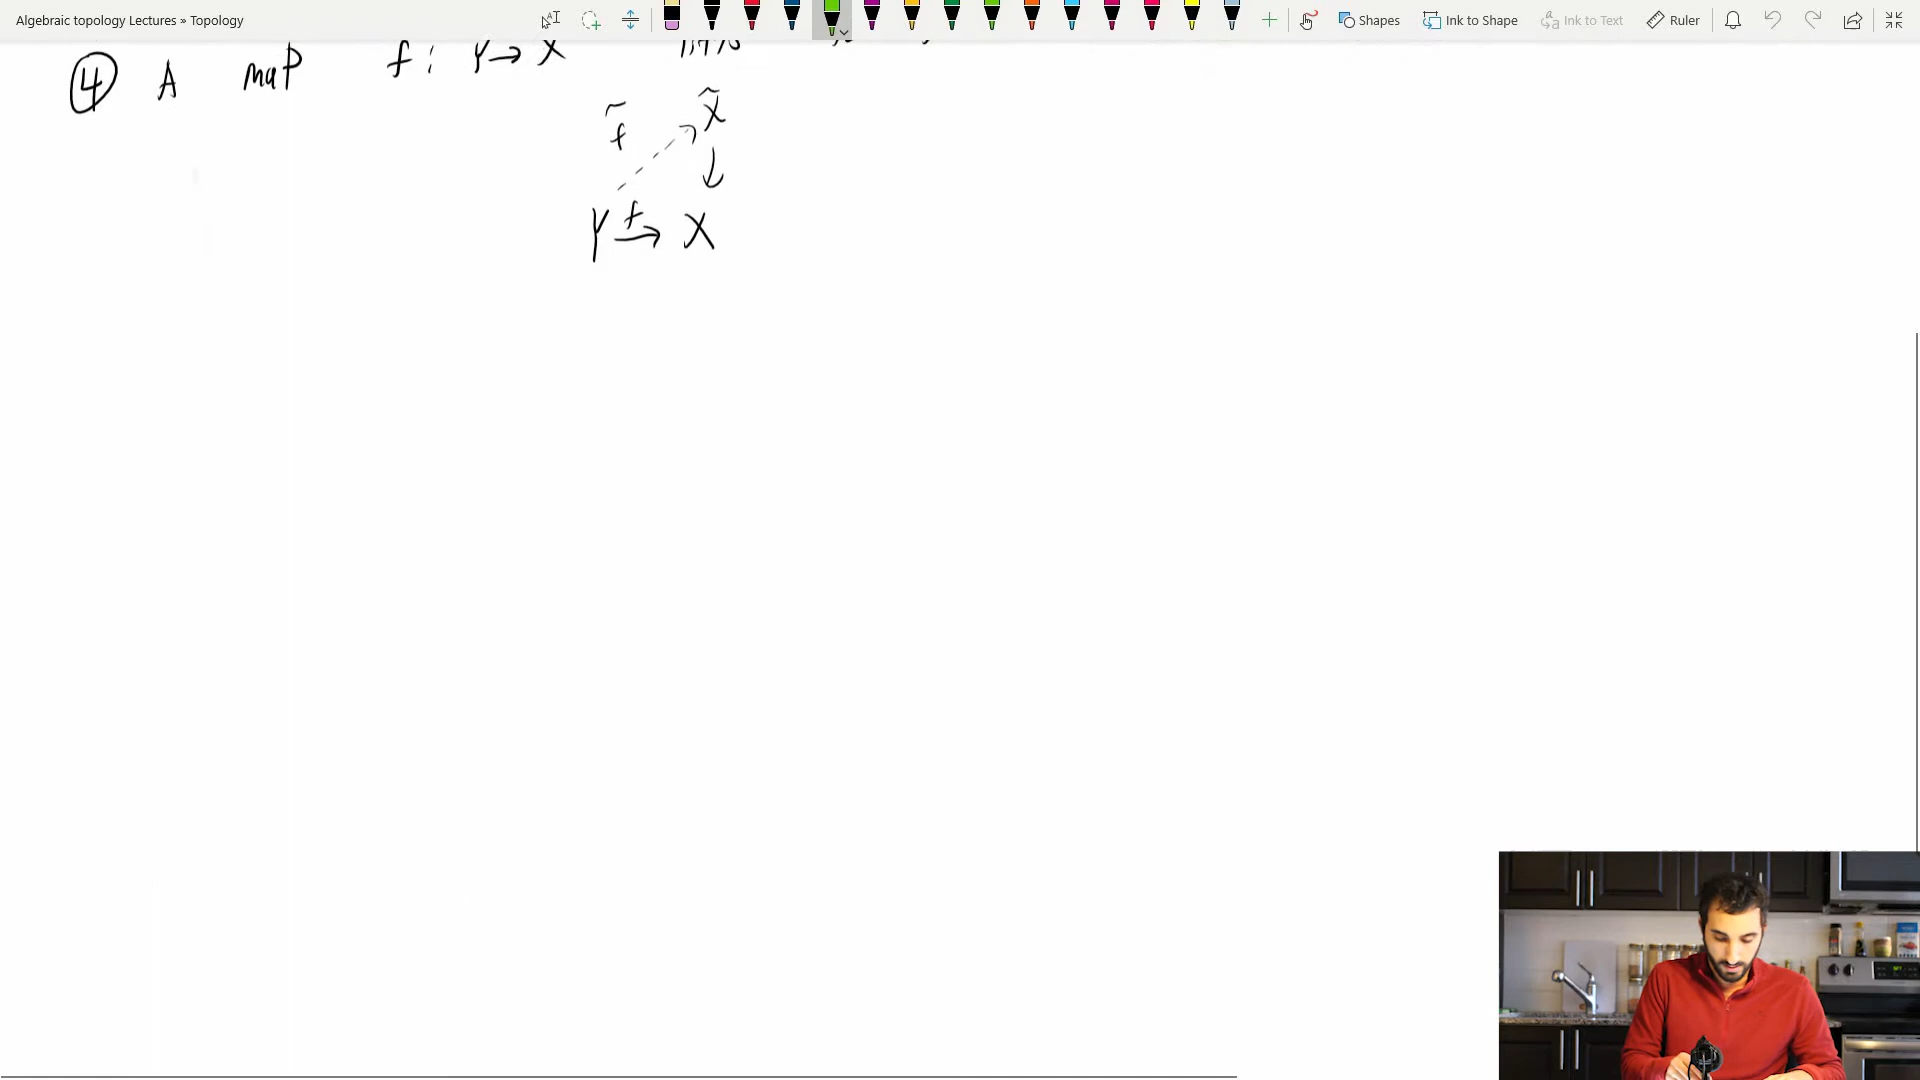 Algebraic topology Lectures » Topology
Shapes
Ink to Shape
Ink to Text
Ruler
④ A map f: Y → X
f̃ X̃
Y f→ X